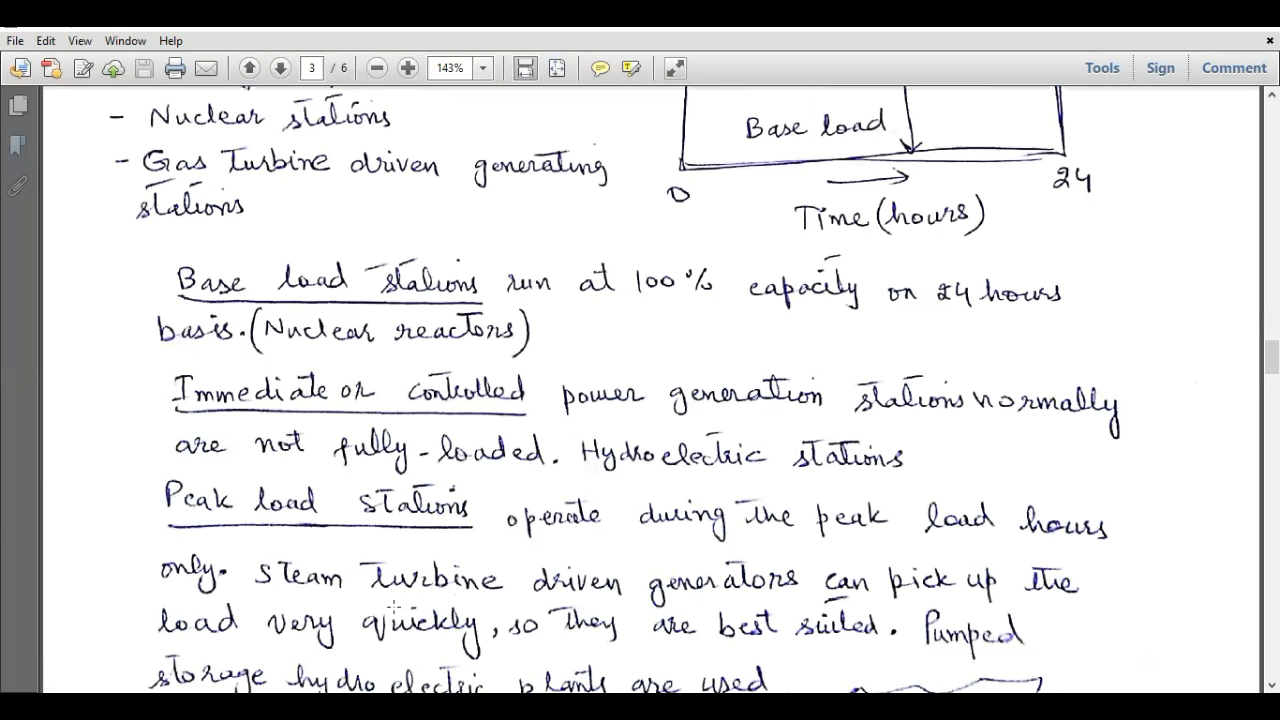 File Edit View Window Help
3 / 6 143% Tools Sign Comment
- Nuclear stations
- Gas Turbine driven generating
stations
Base load
0 24
Time (hours)
Base load stations run at 100% capacity on 24 hours
basis. (Nuclear reactors)
Immediate or controlled power generation stations normally
are not fully-loaded. Hydroelectric stations
Peak load stations operate during the peak load hours
only. Steam turbine driven generators can pick up the
load very quickly, so they are best suited. Pumped
storage hydro electric plants are used